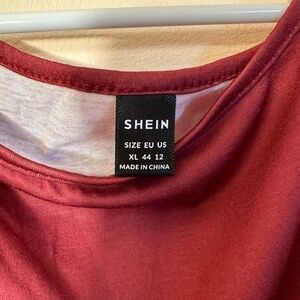 SHEIN
SIZE EU US
XL 44 12
MADE IN CHINA